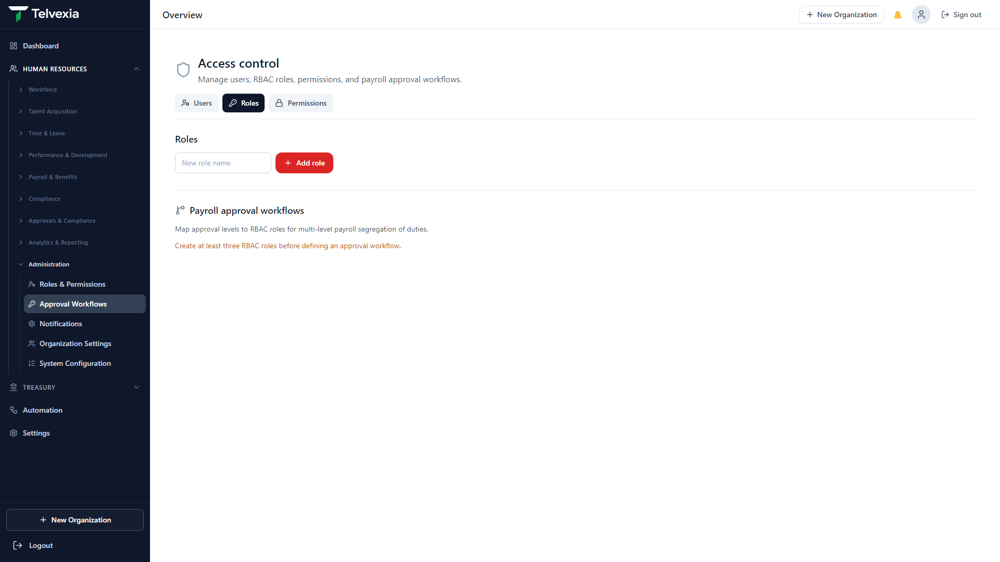 Telvexia
Dashboard
HUMAN RESOURCES
Workforce
Talent Acquisition
Time & Leave
Performance & Development
Payroll & Benefits
Compliance
Approvals & Compliance
Analytics & Reporting
Administration
Roles & Permissions
Approval Workflows
Notifications
Organization Settings
System Configuration
TREASURY
Automation
Settings
New Organization
Logout
Overview
New Organization
Sign out
Access control
Manage users, RBAC roles, permissions, and payroll approval workflows.
Users
Roles
Permissions
Roles
New role name
Add role
Payroll approval workflows
Map approval levels to RBAC roles for multi-level payroll segregation of duties.
Create at least three RBAC roles before defining an approval workflow.